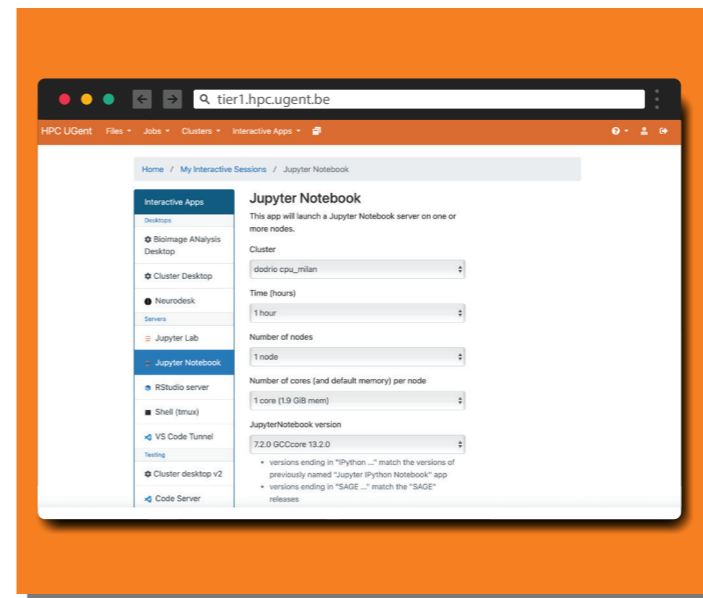 tier1.hpc.ugent.be
HPC UGent Files Jobs Clusters Interactive Apps
Home / My Interactive Sessions / Jupyter Notebook
Interactive Apps
Desktops
Bioimage ANalysis
Desktop
Cluster Desktop
Neurodesk
Servers
Jupyter Lab
Jupyter Notebook
RStudio server
Shell (tmux)
VS Code Tunnel
Testing
Cluster desktop v2
Code Server
Jupyter Notebook
This app will launch a Jupyter Notebook server on one or
more nodes.
Cluster
dodrio cpu_milan
Time (hours)
1 hour
Number of nodes
1 node
Number of cores (and default memory) per node
1 core (1.9 GiB mem)
JupyterNotebook version
7.2.0 GCCcore 13.2.0
• versions ending in "IPython ..." match the versions of
previously named "Jupyter IPython Notebook" app
• versions ending in "SAGE ..." match the "SAGE"
releases